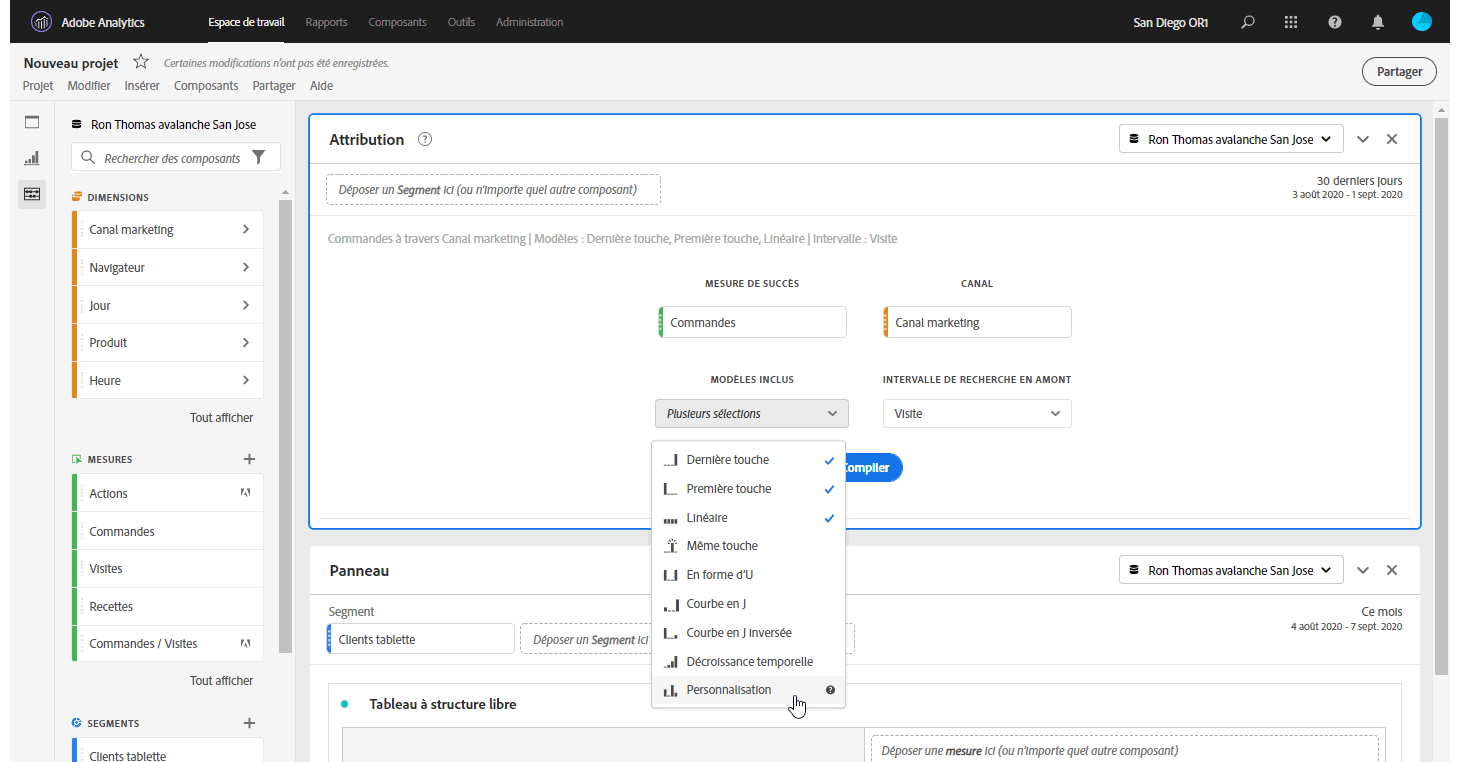 Adobe Analytics
Espace de travail
Rapports
Composants
Outils
Administration
San Diego OR1
Nouveau projet
Certaines modifications n'ont pas été enregistrées.
Projet
Modifier
Insérer
Composants
Partager
Aide
Partager
Ron Thomas avalanche San Jose
Rechercher des composants
DIMENSIONS
Canal marketing
Navigateur
Jour
Produit
Heure
Tout afficher
MESURES
Actions
Commandes
Visites
Recettes
Commandes / Visites
Tout afficher
SEGMENTS
Clients tablette
Attribution
Ron Thomas avalanche San Jose
Déposer un Segment ici (ou n'importe quel autre composant)
30 derniers jours
3 août 2020 - 1 sept. 2020
Commandes à travers Canal marketing | Modèles : Dernière touche, Première touche, Linéaire | Intervalle : Visite
MESURE DE SUCCÈS
CANAL
Commandes
Canal marketing
MODÈLES INCLUS
INTERVALLE DE RECHERCHE EN AMONT
Plusieurs sélections
Visite
Dernière touche
Première touche
Linéaire
Même touche
En forme d'U
Courbe en J
Courbe en J inversée
Décroissance temporelle
Personnalisation
Compiler
Panneau
Ron Thomas avalanche San Jose
Segment
Clients tablette
Déposer un Segment ici
Ce mois
4 août 2020 - 7 sept. 2020
Tableau à structure libre
Déposer une mesure ici (ou n'importe quel autre composant)